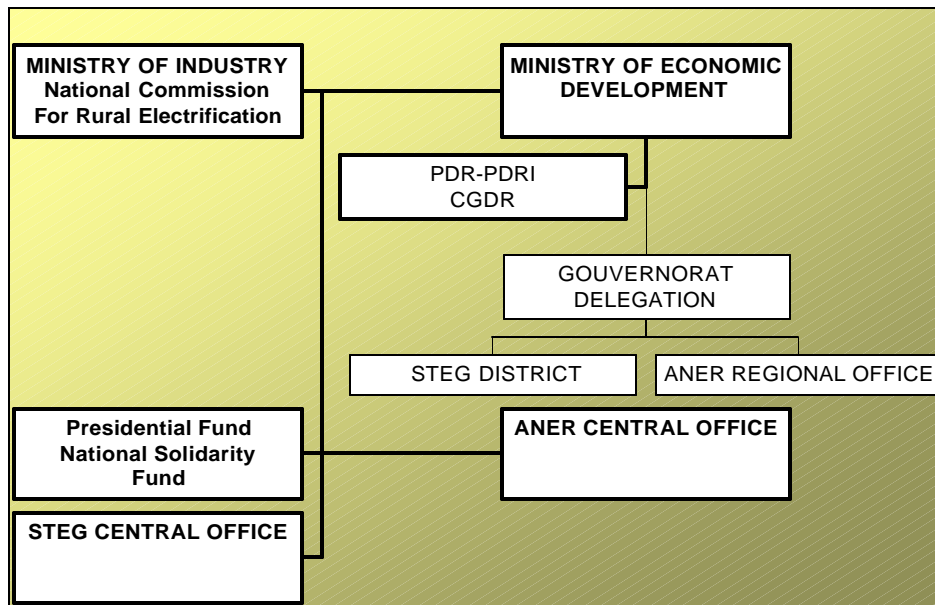 MINISTRY OF INDUSTRY
National Commission
For Rural Electrification
MINISTRY OF ECONOMIC
DEVELOPMENT
PDR-PDRI
CGDR
GOUVERNORAT
DELEGATION
STEG DISTRICT
ANER REGIONAL OFFICE
Presidential Fund
National Solidarity
Fund
ANER CENTRAL OFFICE
STEG CENTRAL OFFICE